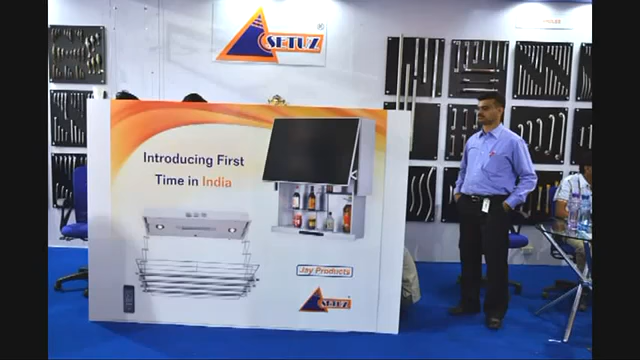 SETUZ
®
Introducing First
Time in India
Jay Products
SETUZ